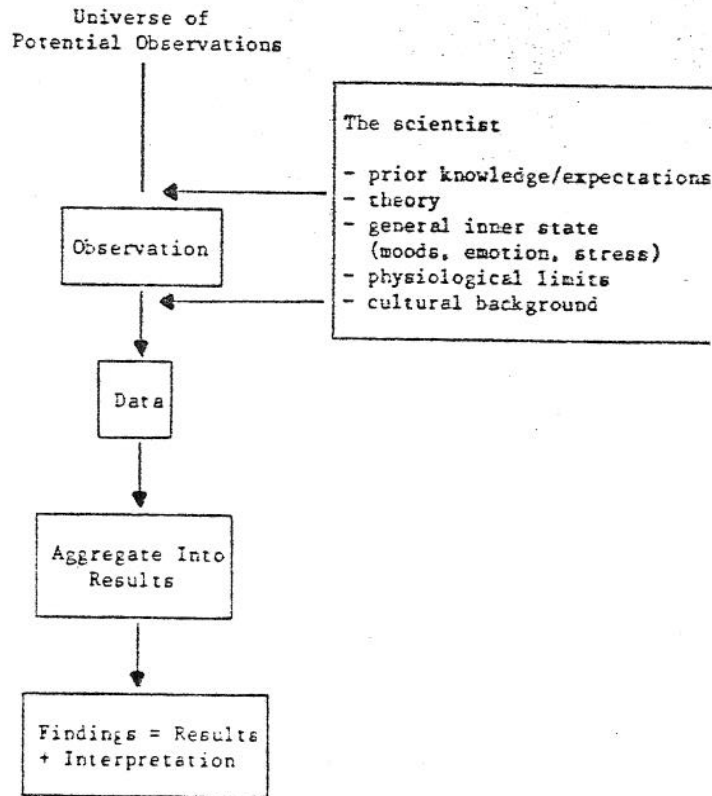 Universe of
Potential Observations
The scientist
- prior knowledge/expectations
- theory
- general inner state
(moods, emotion, stress)
- physiological limits
- cultural background
Observation
Data
Aggregate Into
Results
Findings = Results
+ Interpretation